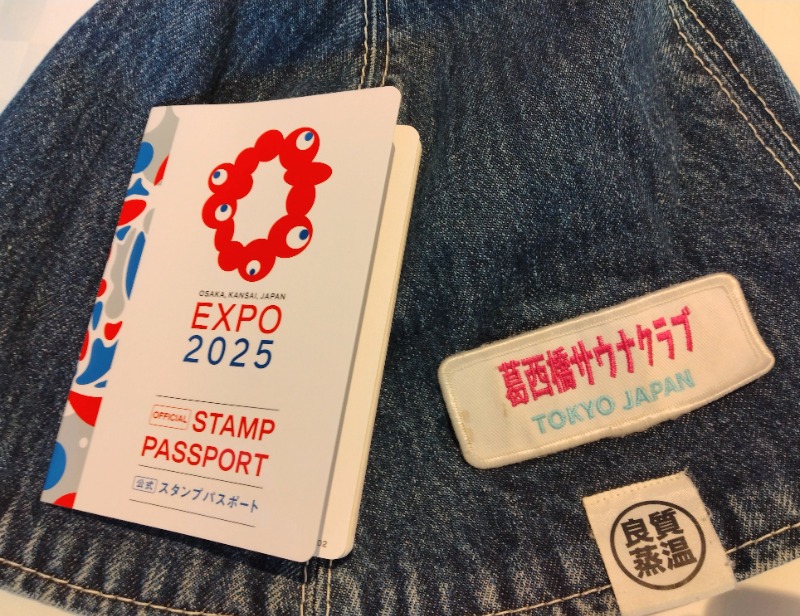 OSAKA, KANSAI, JAPAN
EXPO
2025
OFFICIAL STAMP
PASSPORT
公式 スタンプパスポート
02
葛西橋サウナクラブ
TOKYO JAPAN
良質
蒸温